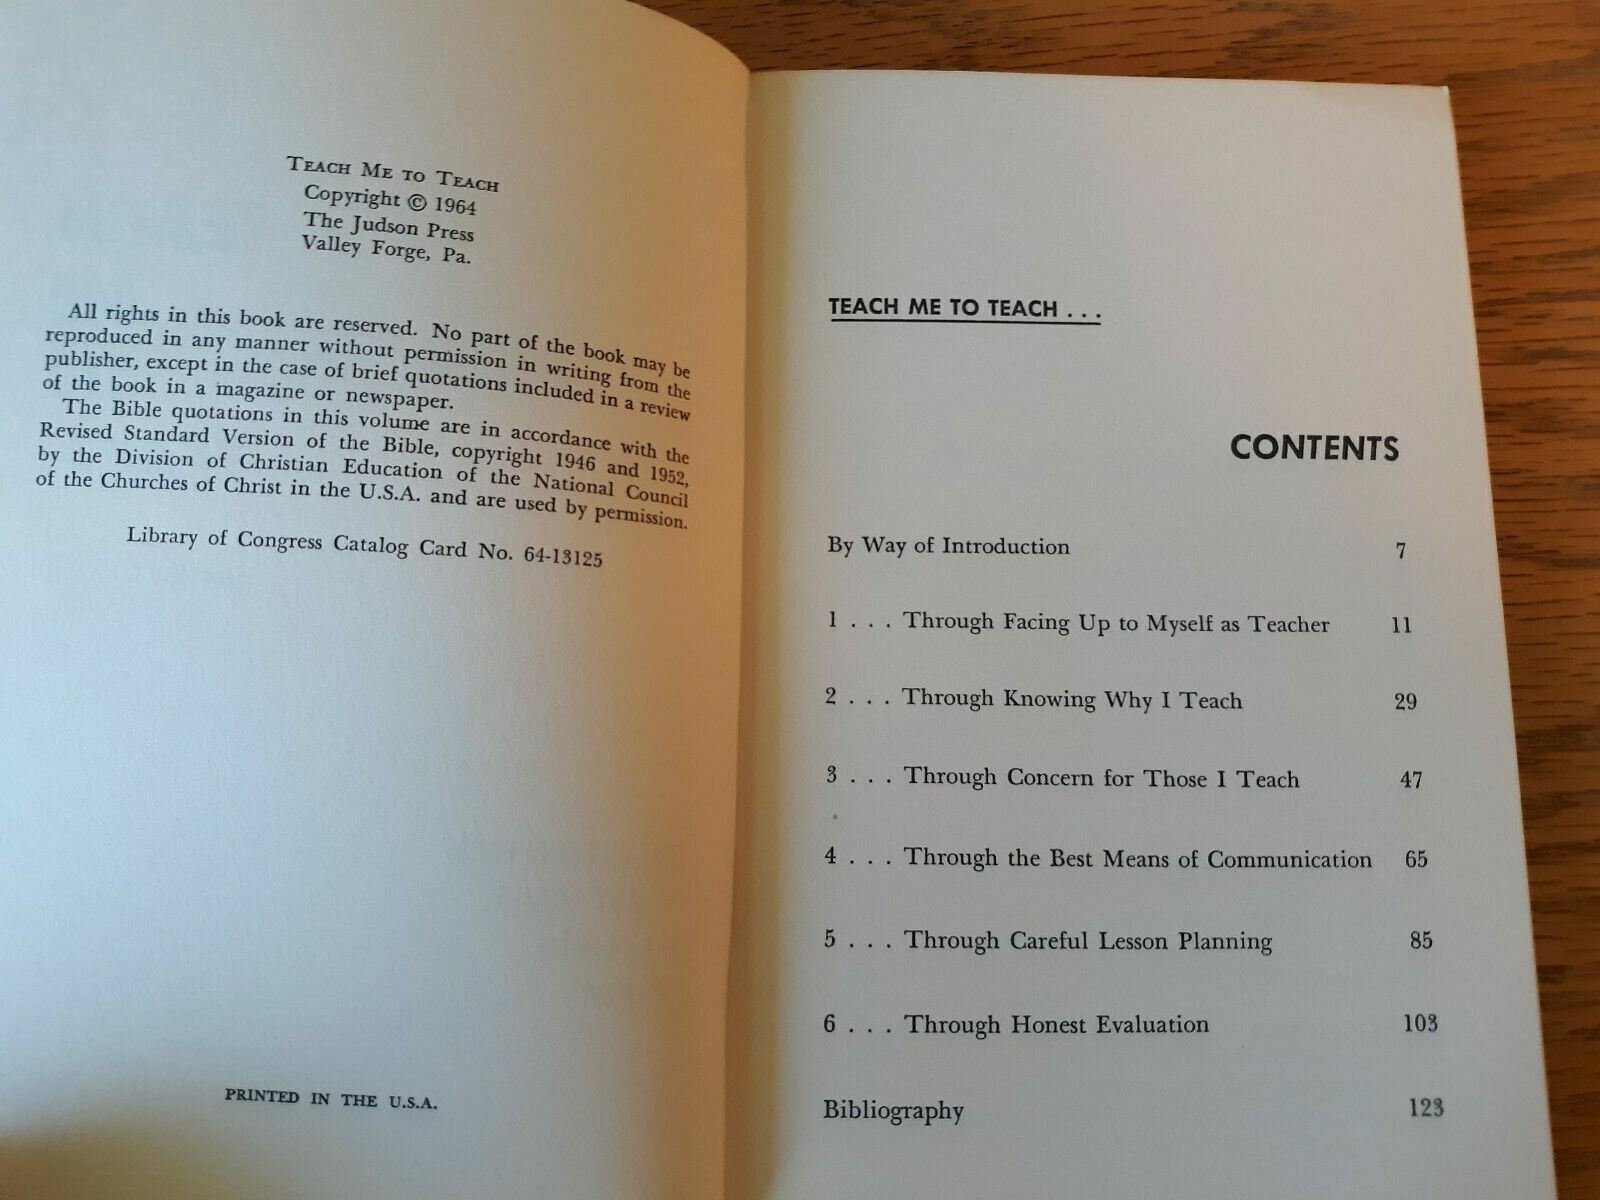 TEACH ME TO TEACH
Copyright © 1964
The Judson Press
Valley Forge, Pa.
All rights in this book are reserved. No part of the book may be
reproduced in any manner without permission in writing from the
publisher, except in the case of brief quotations included in a review
of the book in a magazine or newspaper.
The Bible quotations in this volume are in accordance with the
Revised Standard Version of the Bible, copyright 1946 and 1952,
by the Division of Christian Education of the National Council
of the Churches of Christ in the U.S.A. and are used by permission.
Library of Congress Catalog Card No. 64-13125
PRINTED IN THE U.S.A.
TEACH ME TO TEACH . . .
CONTENTS
By Way of Introduction 7
1 . . . Through Facing Up to Myself as Teacher 11
2 . . . Through Knowing Why I Teach 29
3 . . . Through Concern for Those I Teach 47
4 . . . Through the Best Means of Communication 65
5 . . . Through Careful Lesson Planning 85
6 . . . Through Honest Evaluation 103
Bibliography 123